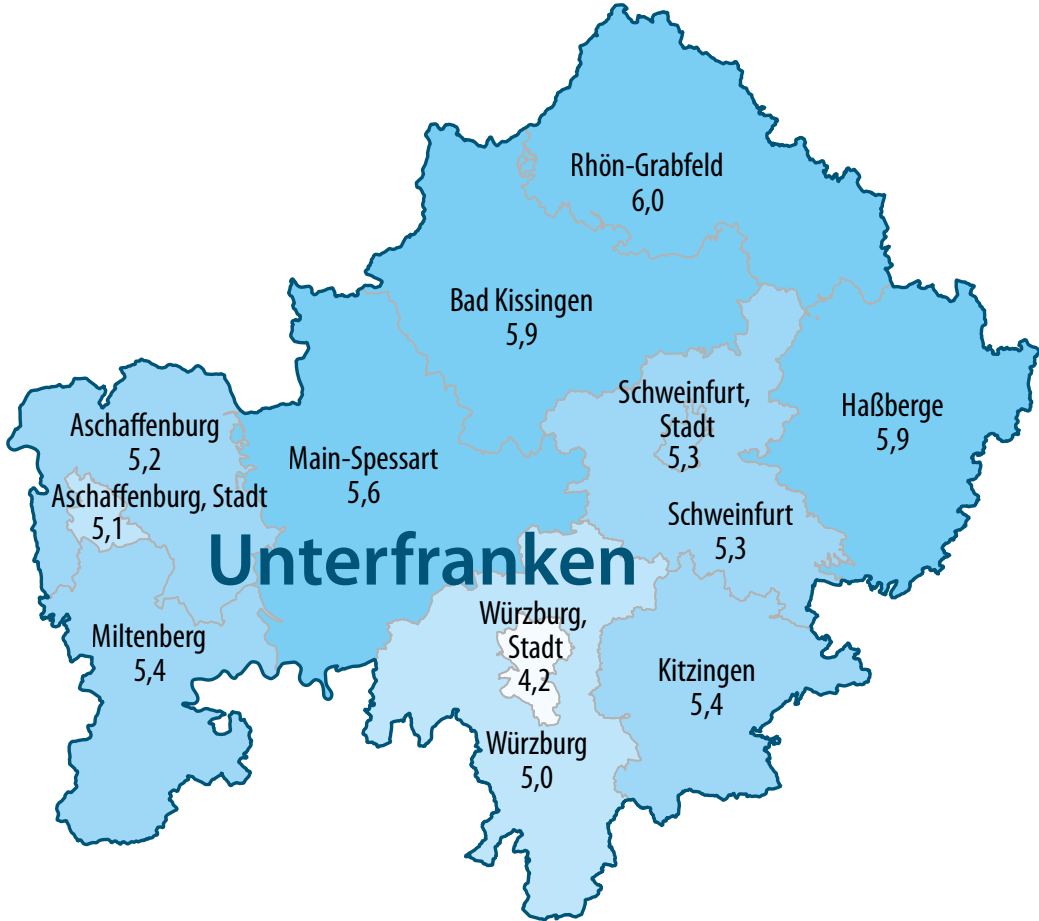 Rhön-Grabfeld
6,0
Bad Kissingen
5,9
Schweinfurt,
Stadt
5,3
Haßberge
5,9
Aschaffenburg
5,2
Main-Spessart
5,6
Aschaffenburg, Stadt
5,1
Schweinfurt
5,3
Unterfranken
Würzburg,
Stadt
4,2
Miltenberg
5,4
Kitzingen
5,4
Würzburg
5,0